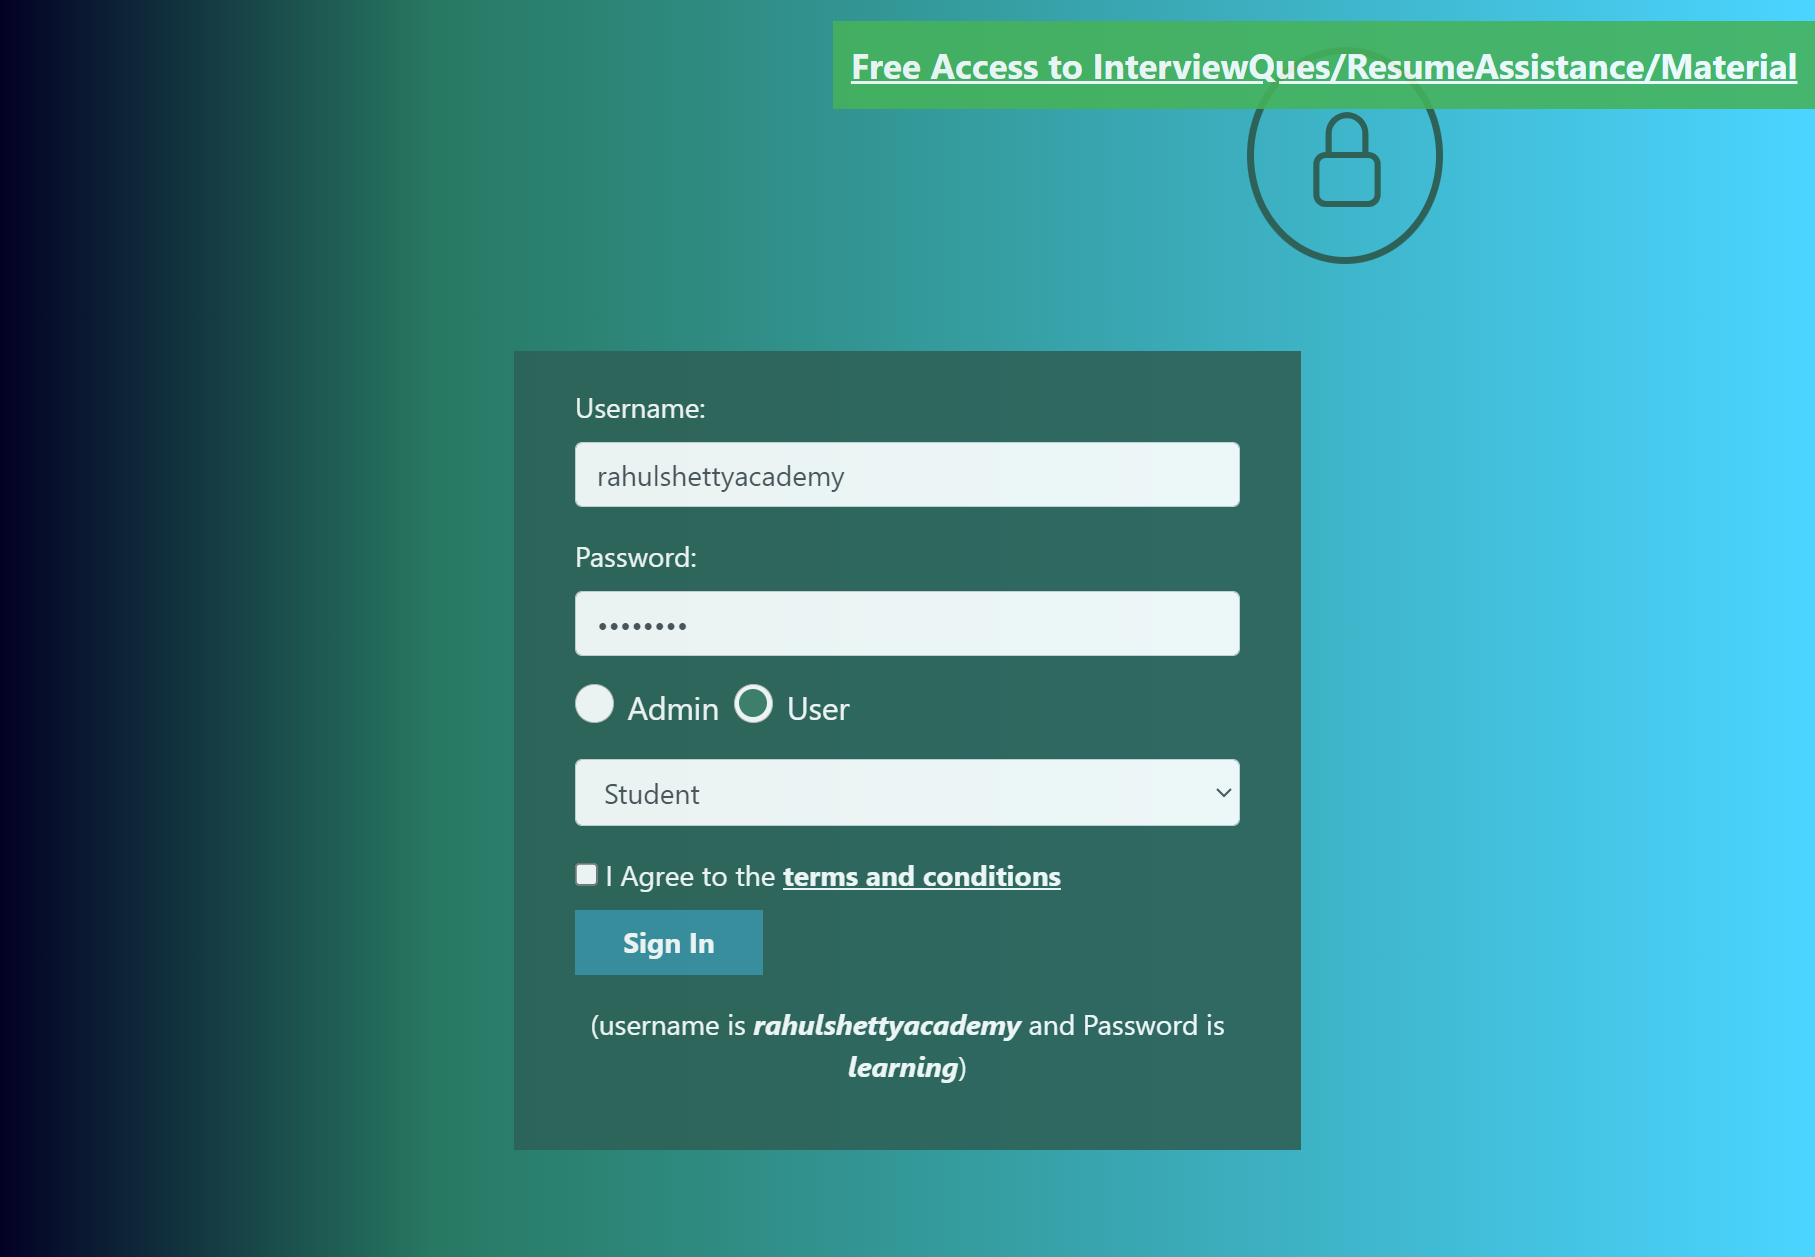 Free Access to InterviewQues/ResumeAssistance/Material
Username:
rahulshettyacademy
Password:
••••••••
Admin User
Student
I Agree to the terms and conditions
Sign In
(username is rahulshettyacademy and Password is
learning)